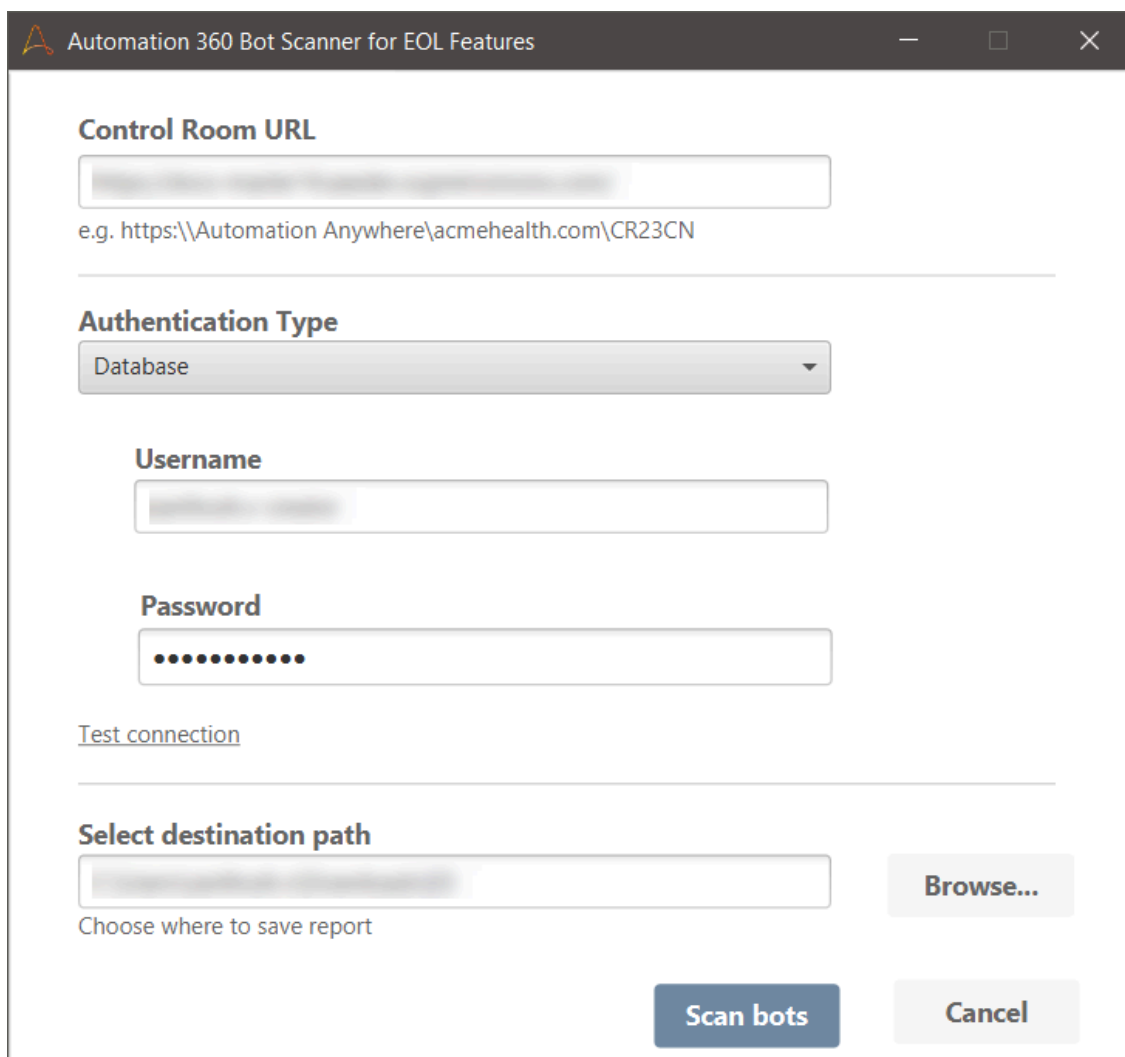 Automation 360 Bot Scanner for EOL Features
Control Room URL
e.g. https:\\Automation Anywhere\acmehealth.com\CR23CN
Authentication Type
Database
Username
Password
•••••••••••
Test connection
Select destination path
Browse...
Choose where to save report
Scan bots
Cancel